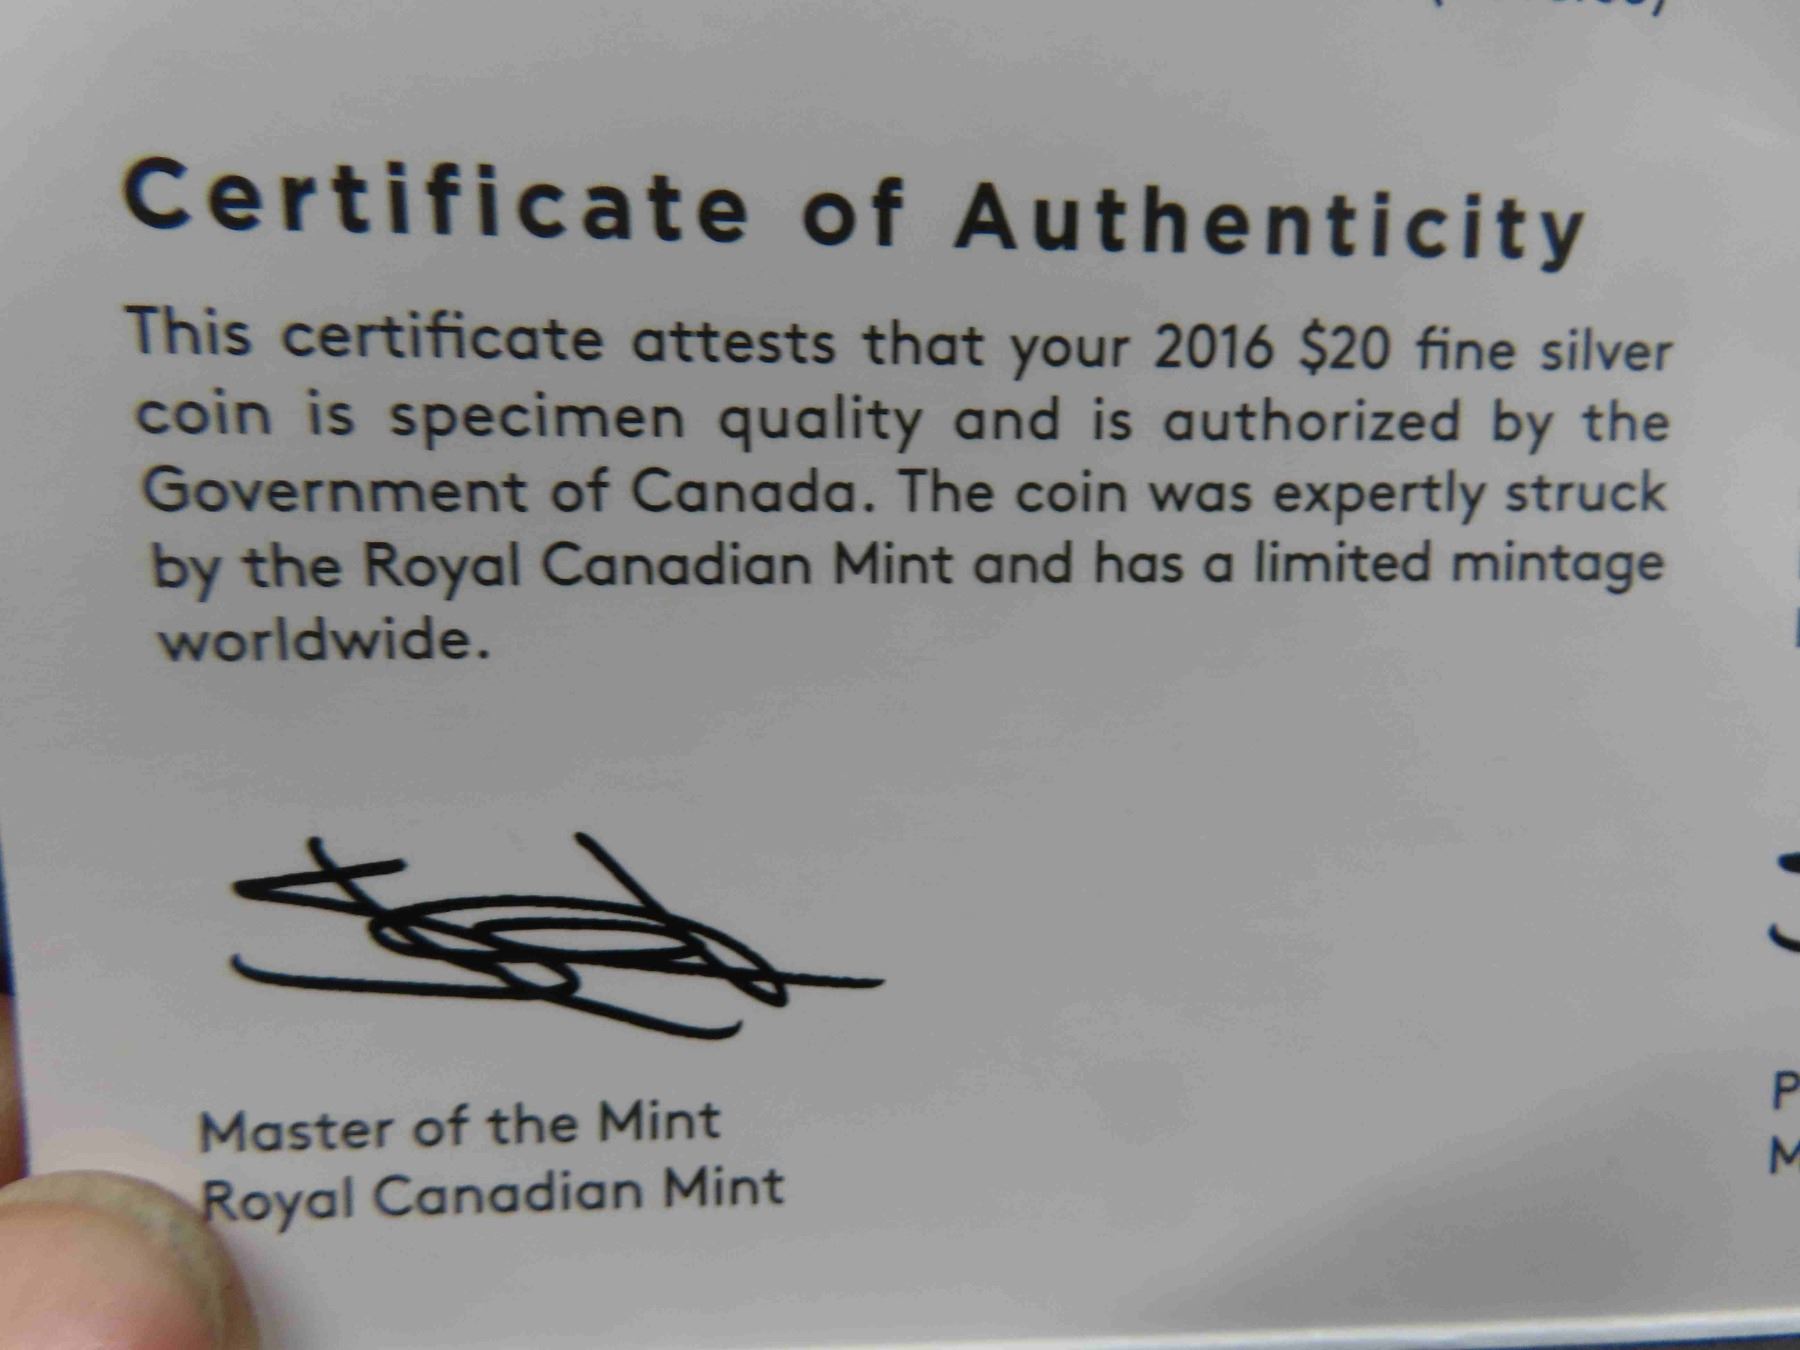 Certificate of Authenticity
This certificate attests that your 2016 $20 fine silver
coin is specimen quality and is authorized by the
Government of Canada. The coin was expertly struck
by the Royal Canadian Mint and has a limited mintage
worldwide.
Master of the Mint
Royal Canadian Mint
P
M